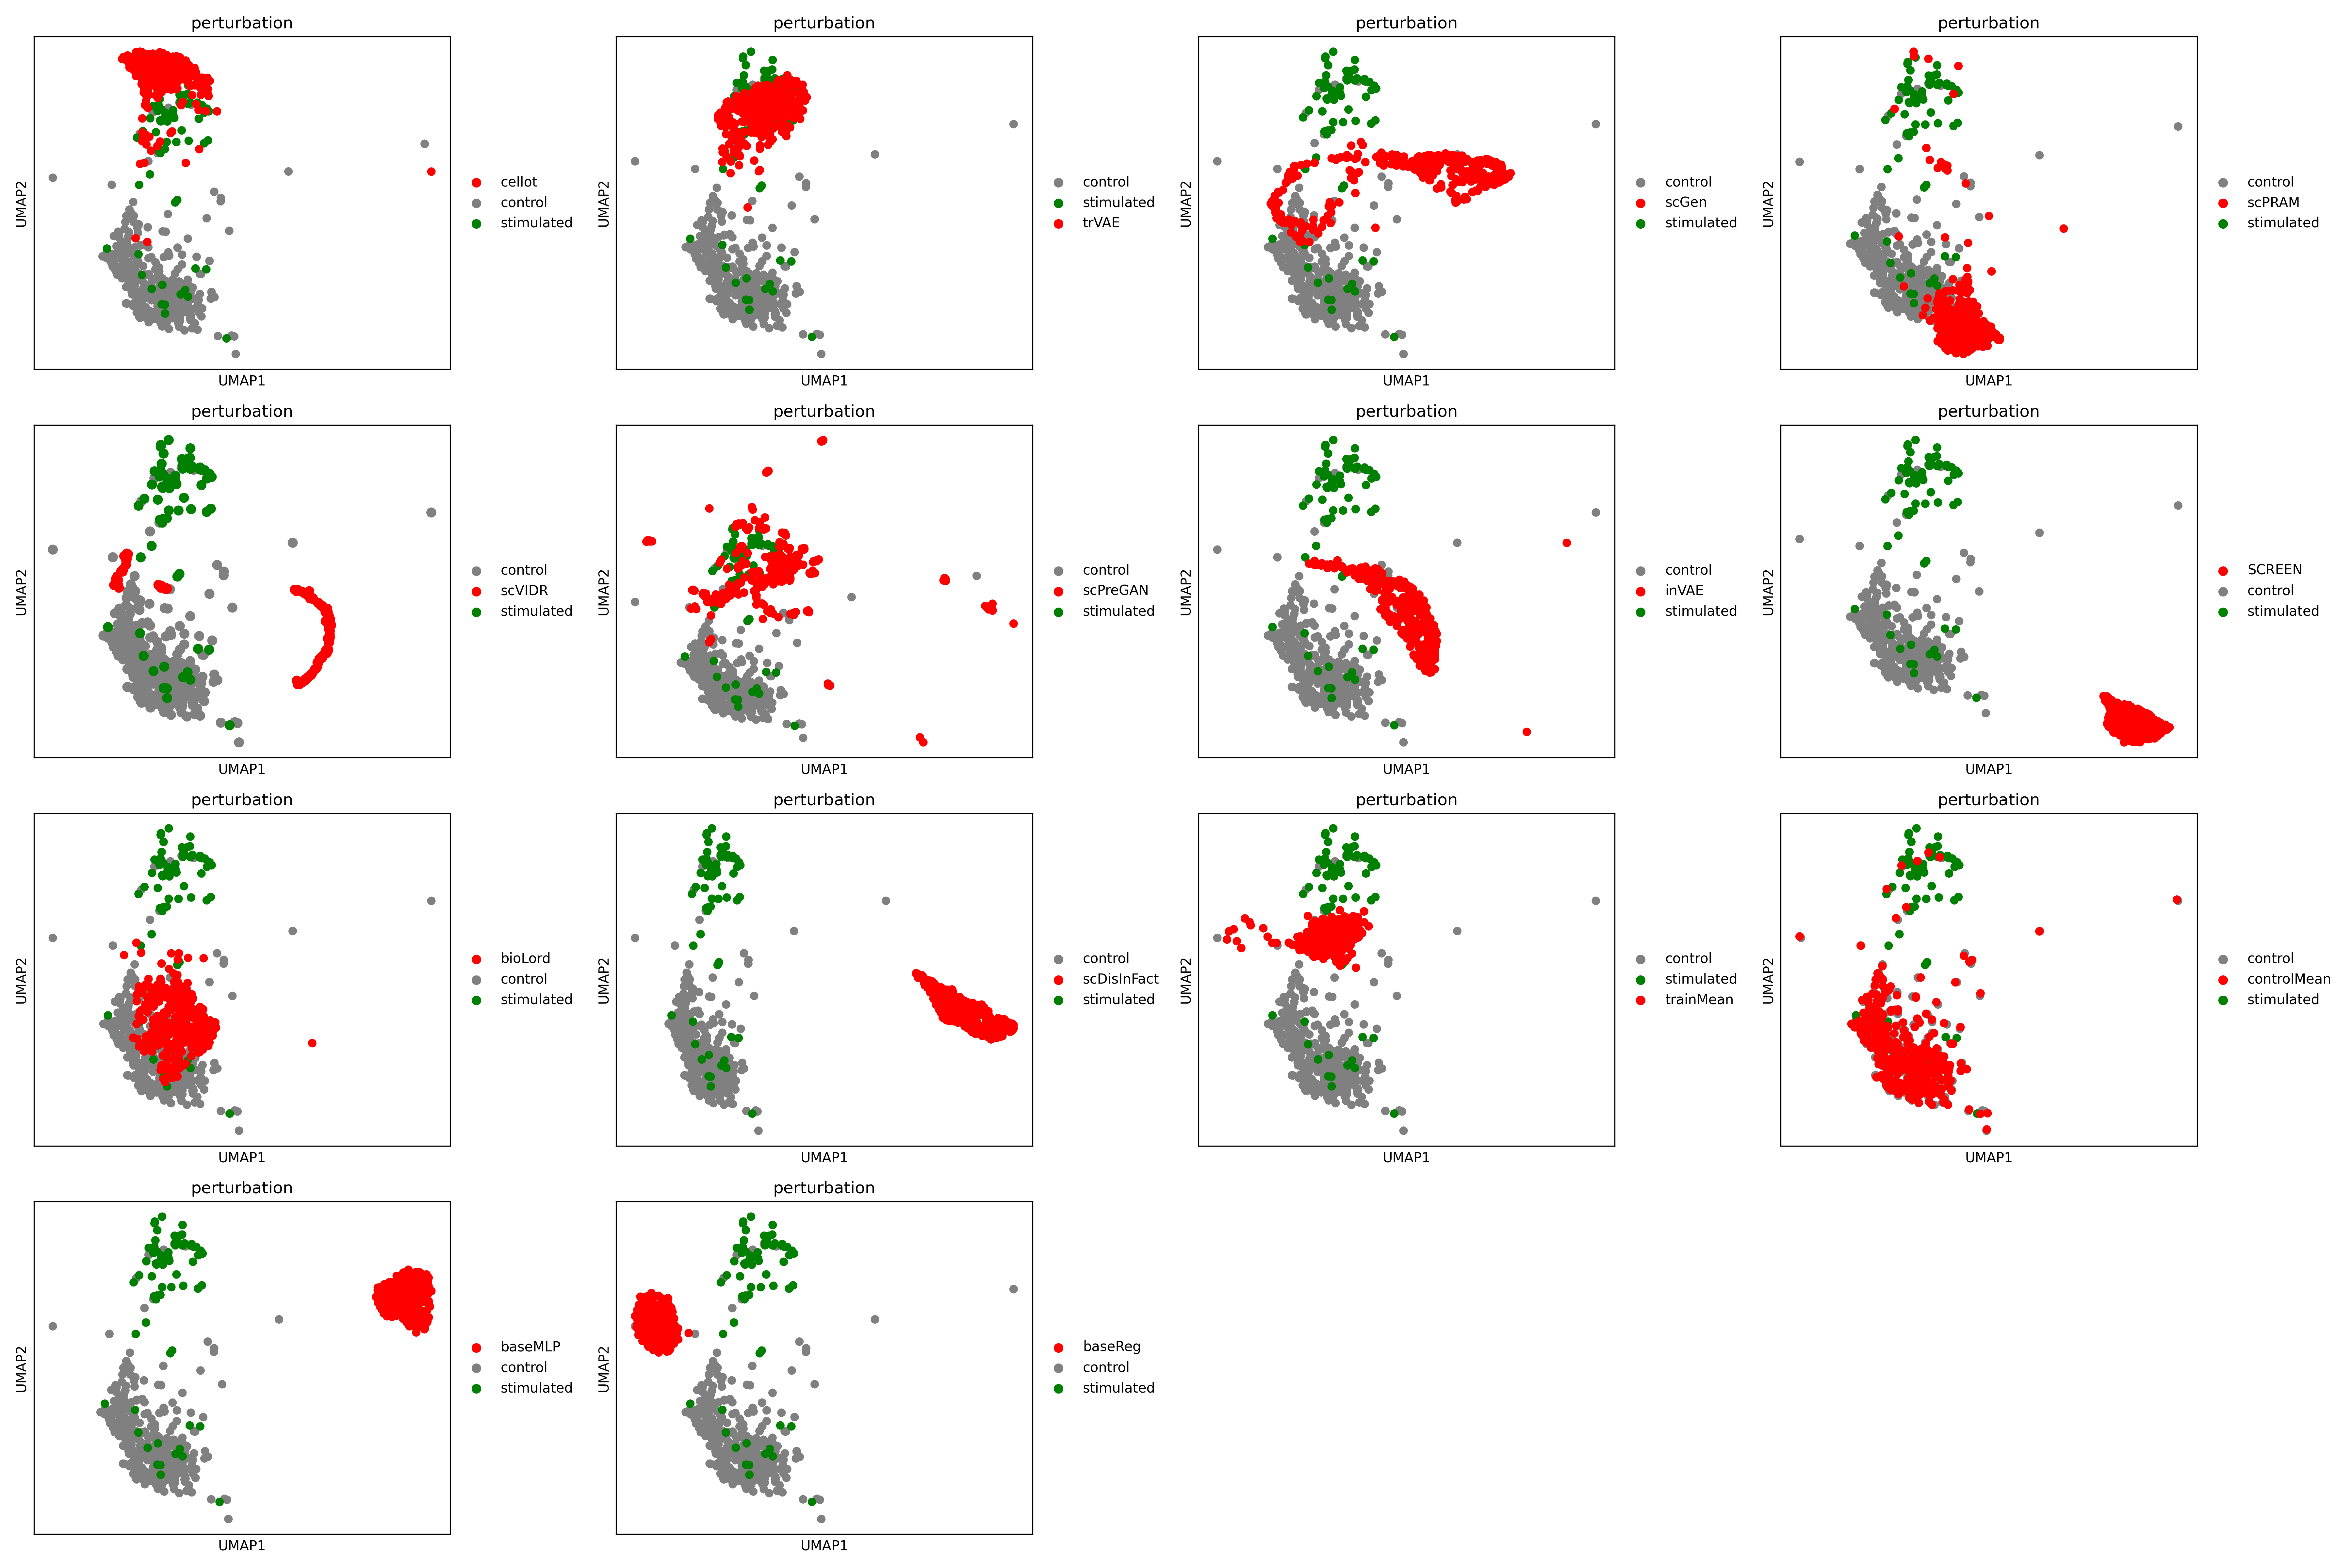 perturbation
UMAP2
UMAP1
cellot
control
stimulated
perturbation
UMAP2
UMAP1
control
stimulated
trVAE
perturbation
UMAP2
UMAP1
control
scGen
stimulated
perturbation
UMAP2
UMAP1
control
scPRAM
stimulated
perturbation
UMAP2
UMAP1
control
scVIDR
stimulated
perturbation
UMAP2
UMAP1
control
scPreGAN
stimulated
perturbation
UMAP2
UMAP1
control
inVAE
stimulated
perturbation
UMAP2
UMAP1
SCREEN
control
stimulated
perturbation
UMAP2
UMAP1
bioLord
control
stimulated
perturbation
UMAP2
UMAP1
control
scDisInFact
stimulated
perturbation
UMAP2
UMAP1
control
stimulated
trainMean
perturbation
UMAP2
UMAP1
control
controlMean
stimulated
perturbation
UMAP2
UMAP1
baseMLP
control
stimulated
perturbation
UMAP2
UMAP1
baseReg
control
stimulated